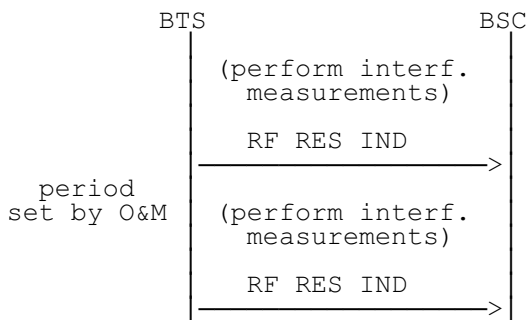 BTS BSC
(perform interf.
measurements)
RF RES IND
period
set by O&M
(perform interf.
measurements)
RF RES IND